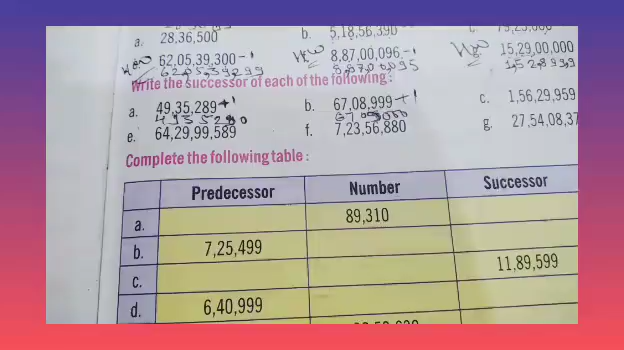 a. 28,36,500 b. 5,18,56,390
e. 62,05,39,300 -1 8,87,00,096 -1 15,29,00,000
Write the successor of each of the following:
a. 49,35,289 +1 b. 67,08,999 +1 c. 1,56,29,959
e. 64,29,99,589 f. 7,23,56,880 g. 27,54,08,37
Complete the following table :
Predecessor Number Successor
a. 89,310
b. 7,25,499
c. 11,89,599
d. 6,40,999